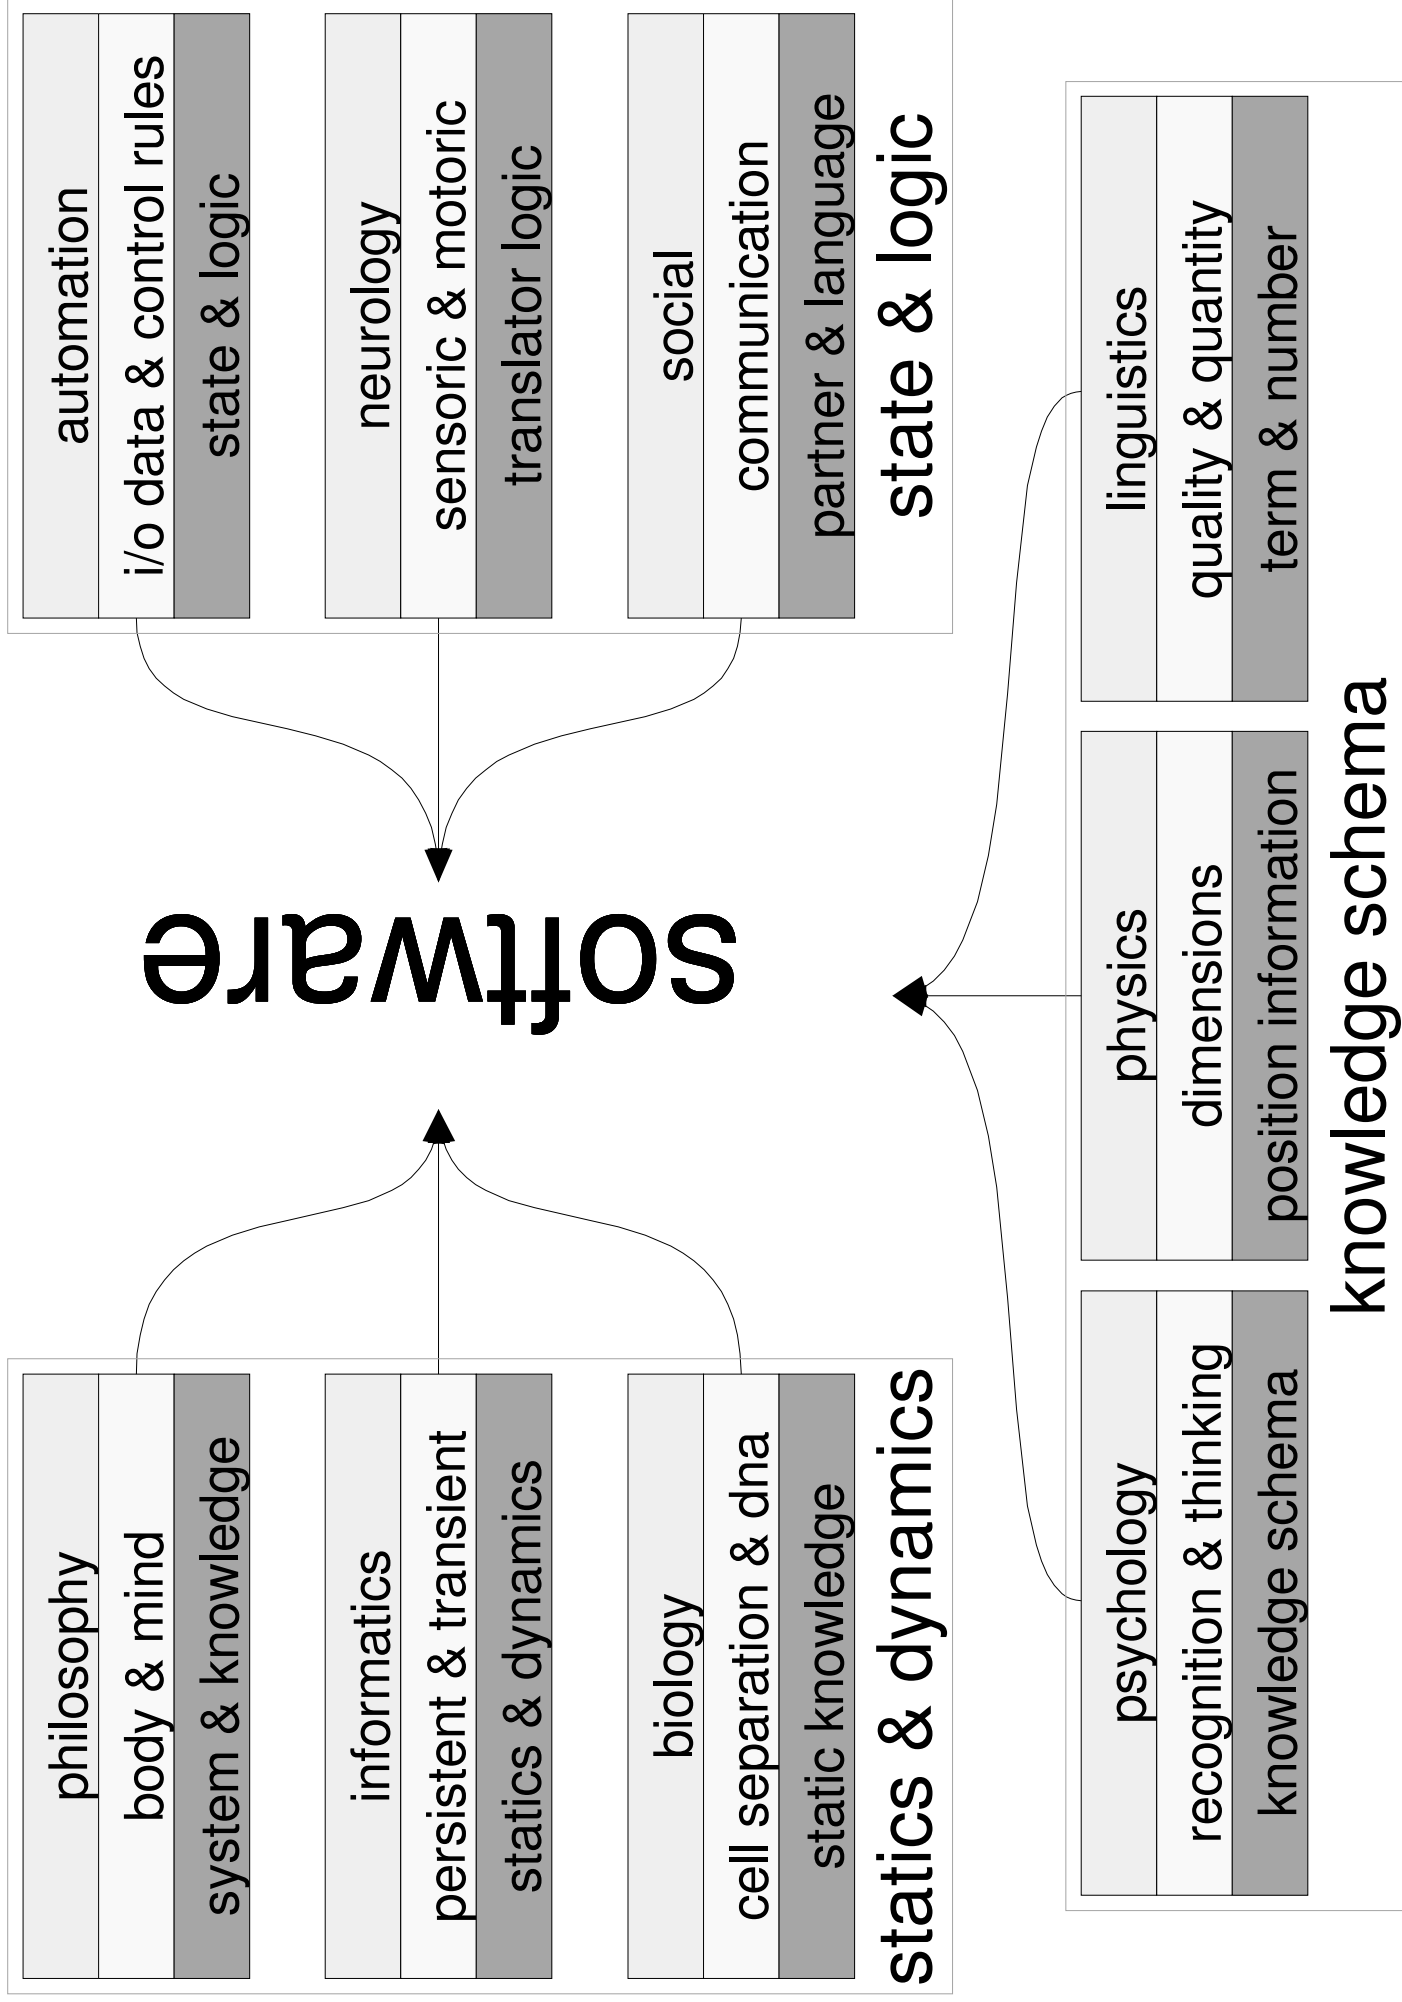 philosophy
body & mind
system & knowledge
informatics
persistent & transient
statics & dynamics
biology
cell separation & dna
static knowledge
statics & dynamics
software
automation
i/o data & control rules
state & logic
neurology
sensoric & motoric
translator logic
social
communication
partner & language
state & logic
psychology
recognition & thinking
knowledge schema
physics
dimensions
position information
linguistics
quality & quantity
term & number
knowledge schema